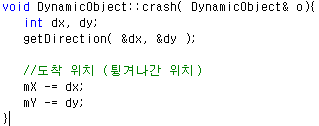 void DynamicObject::crash( DynamicObject& o){
int dx, dy;
getDirection( &dx, &dy );
//도착 위치 (튕겨나간 위치)
mX -= dx;
mY -= dy;
}